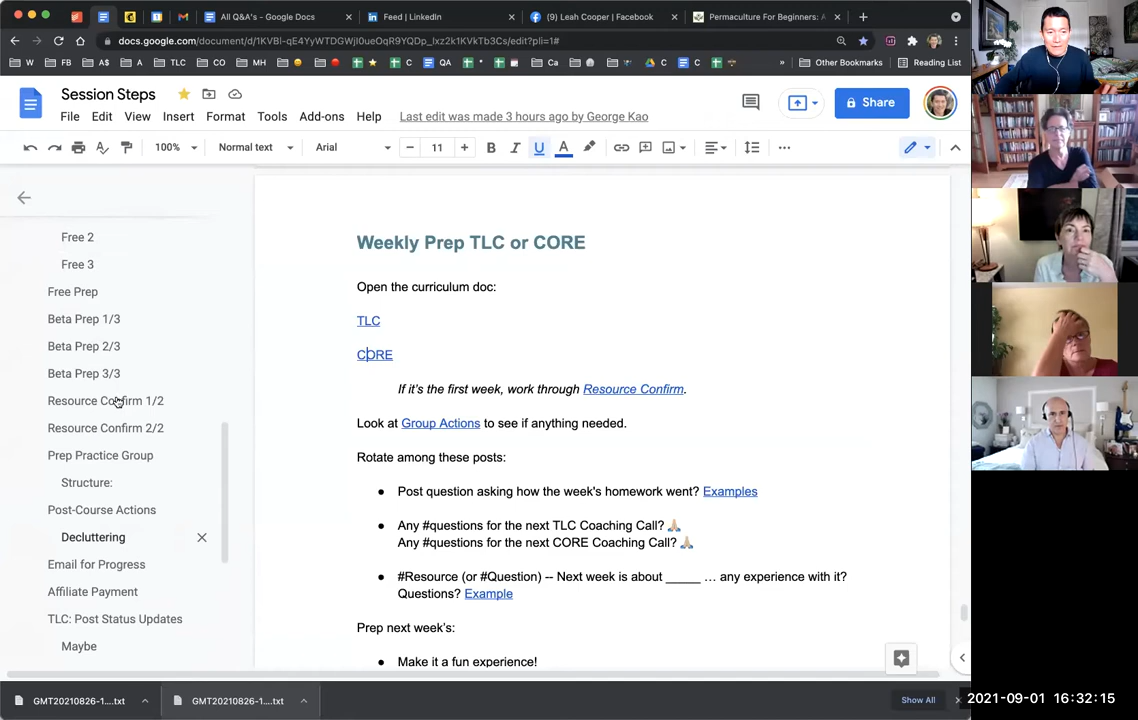 All Q&A's - Google Docs
Feed | LinkedIn
(9) Leah Cooper | Facebook
Permaculture For Beginners: A
docs.google.com/document/d/1KVBl-qE4YyWTDGWjI0ueOqR9YQDp_lxz2k1KVkTb3Cs/edit?pli=1#
W
FB
A$
A
TLC
CO
MH
C
QA
*
Ca
C
C
»
Other Bookmarks
Reading List
Session Steps
File Edit View Insert Format Tools Add-ons Help
Last edit was made 3 hours ago by George Kao
Share
100%
Normal text
Arial
11
B I U A
Free 2
Free 3
Free Prep
Beta Prep 1/3
Beta Prep 2/3
Beta Prep 3/3
Resource Confirm 1/2
Resource Confirm 2/2
Prep Practice Group
Structure:
Post-Course Actions
Decluttering
Email for Progress
Affiliate Payment
TLC: Post Status Updates
Maybe
Weekly Prep TLC or CORE
Open the curriculum doc:
TLC
CORE
If it's the first week, work through Resource Confirm.
Look at Group Actions to see if anything needed.
Rotate among these posts:
● Post question asking how the week's homework went? Examples
● Any #questions for the next TLC Coaching Call? 🙏🏼
Any #questions for the next CORE Coaching Call? 🙏🏼
● #Resource (or #Question) -- Next week is about _____ … any experience with it?
Questions? Example
Prep next week's:
● Make it a fun experience!
GMT20210826-1....txt
GMT20210826-1....txt
Show All
2021-09-01 16:32:15